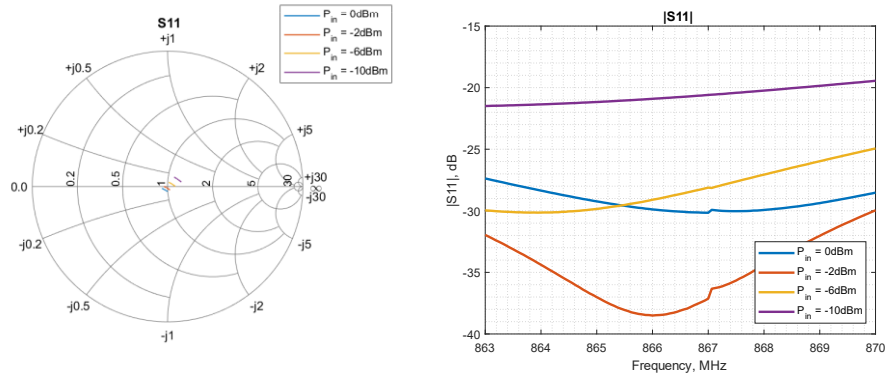 S11
P_in = 0dBm
P_in = -2dBm
P_in = -6dBm
P_in = -10dBm
+j1
+j0.5
+j2
+j0.2
+j5
0.0
0.2
0.5
1
2
5
30
+j30
∞
-j30
-j0.2
-j5
-j0.5
-j2
-j1
|S11|
|S11|, dB
-15
-20
-25
-30
-35
-40
P_in = 0dBm
P_in = -2dBm
P_in = -6dBm
P_in = -10dBm
863 864 865 866 867 868 869 870
Frequency, MHz